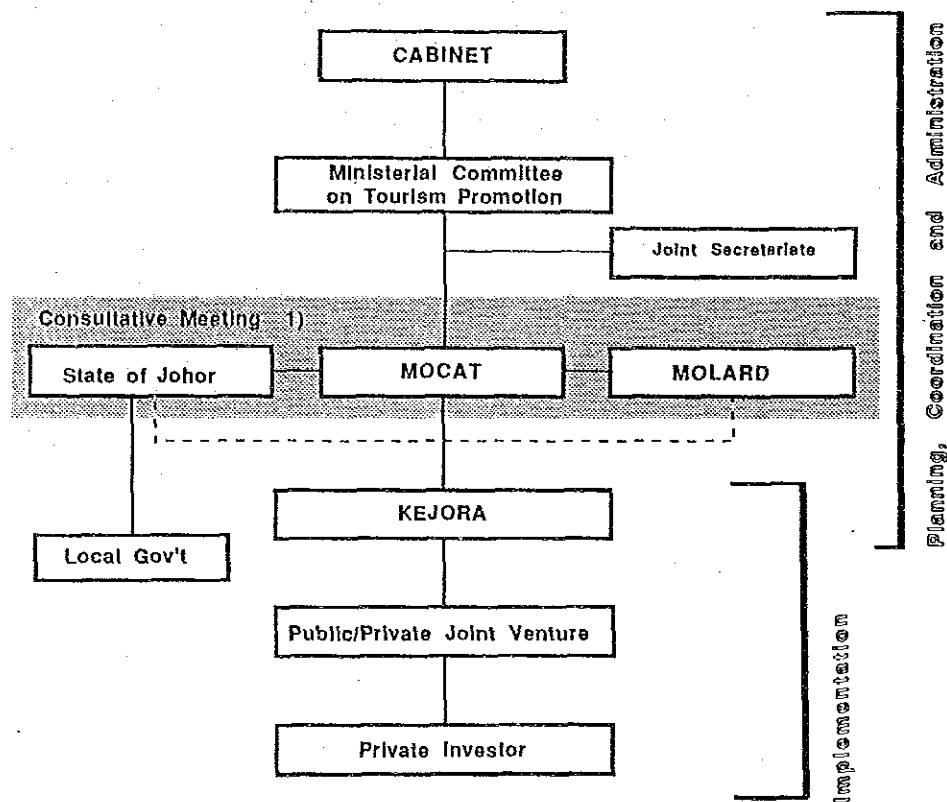 CABINET
Ministerial Committee
on Tourism Promotion
Joint Secretariate
Consultative Meeting 1)
State of Johor
MOCAT
MOLARD
KEJORA
Local Gov't
Public/Private Joint Venture
Private Investor
Planning, Coordination and Administration
Implementation